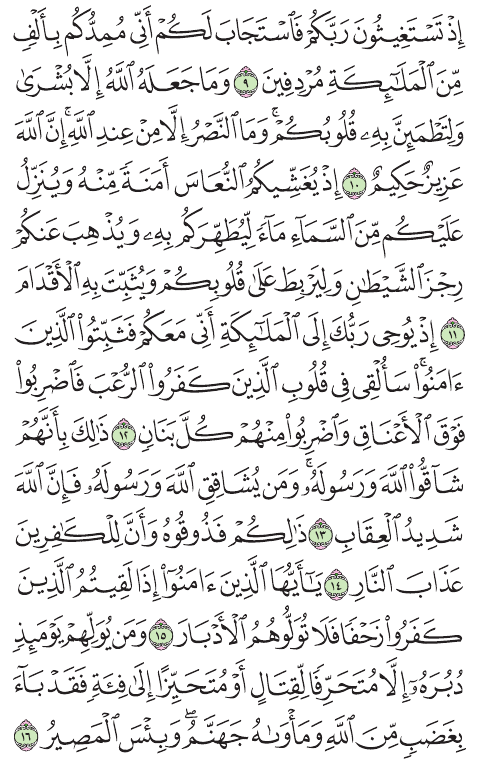 إِذْ تَسْتَغِيثُونَ رَبَّكُمْ فَٱسْتَجَابَ لَكُمْ أَنِّي مُمِدُّكُم بِأَلْفٍ
مِّنَ ٱلْمَلَٰٓئِكَةِ مُرْدِفِينَ ٩ وَمَا جَعَلَهُ ٱللَّهُ إِلَّا بُشْرَىٰ
وَلِتَطْمَئِنَّ بِهِۦ قُلُوبُكُمْ ۚ وَمَا ٱلنَّصْرُ إِلَّا مِنْ عِندِ ٱللَّهِ ۚ إِنَّ ٱللَّهَ
عَزِيزٌ حَكِيمٌ ١٠ إِذْ يُغَشِّيكُمُ ٱلنُّعَاسَ أَمَنَةً مِّنْهُ وَيُنَزِّلُ
عَلَيْكُم مِّنَ ٱلسَّمَآءِ مَآءً لِّيُطَهِّرَكُم بِهِۦ وَيُذْهِبَ عَنكُمْ
رِجْزَ ٱلشَّيْطَٰنِ وَلِيَرْبِطَ عَلَىٰ قُلُوبِكُمْ وَيُثَبِّتَ بِهِ ٱلْأَقْدَامَ
١١ إِذْ يُوحِي رَبُّكَ إِلَى ٱلْمَلَٰٓئِكَةِ أَنِّي مَعَكُمْ فَثَبِّتُوا۟ ٱلَّذِينَ
ءَامَنُوا۟ ۚ سَأُلْقِي فِي قُلُوبِ ٱلَّذِينَ كَفَرُوا۟ ٱلرُّعْبَ فَٱضْرِبُوا۟
فَوْقَ ٱلْأَعْنَاقِ وَٱضْرِبُوا۟ مِنْهُمْ كُلَّ بَنَانٍ ١٢ ذَٰلِكَ بِأَنَّهُمْ
شَآقُّوا۟ ٱللَّهَ وَرَسُولَهُۥ ۚ وَمَن يُشَاقِقِ ٱللَّهَ وَرَسُولَهُۥ فَإِنَّ ٱللَّهَ
شَدِيدُ ٱلْعِقَابِ ١٣ ذَٰلِكُمْ فَذُوقُوهُ وَأَنَّ لِلْكَٰفِرِينَ
عَذَابَ ٱلنَّارِ ١٤ يَٰٓأَيُّهَا ٱلَّذِينَ ءَامَنُوٓا۟ إِذَا لَقِيتُمُ ٱلَّذِينَ
كَفَرُوا۟ زَحْفًا فَلَا تُوَلُّوهُمُ ٱلْأَدْبَارَ ١٥ وَمَن يُوَلِّهِمْ يَوْمَئِذٍ
دُبُرَهُۥٓ إِلَّا مُتَحَرِّفًا لِّقِتَالٍ أَوْ مُتَحَيِّزًا إِلَىٰ فِئَةٍ فَقَدْ بَآءَ
بِغَضَبٍ مِّنَ ٱللَّهِ وَمَأْوَىٰهُ جَهَنَّمُ ۖ وَبِئْسَ ٱلْمَصِيرُ ١٦